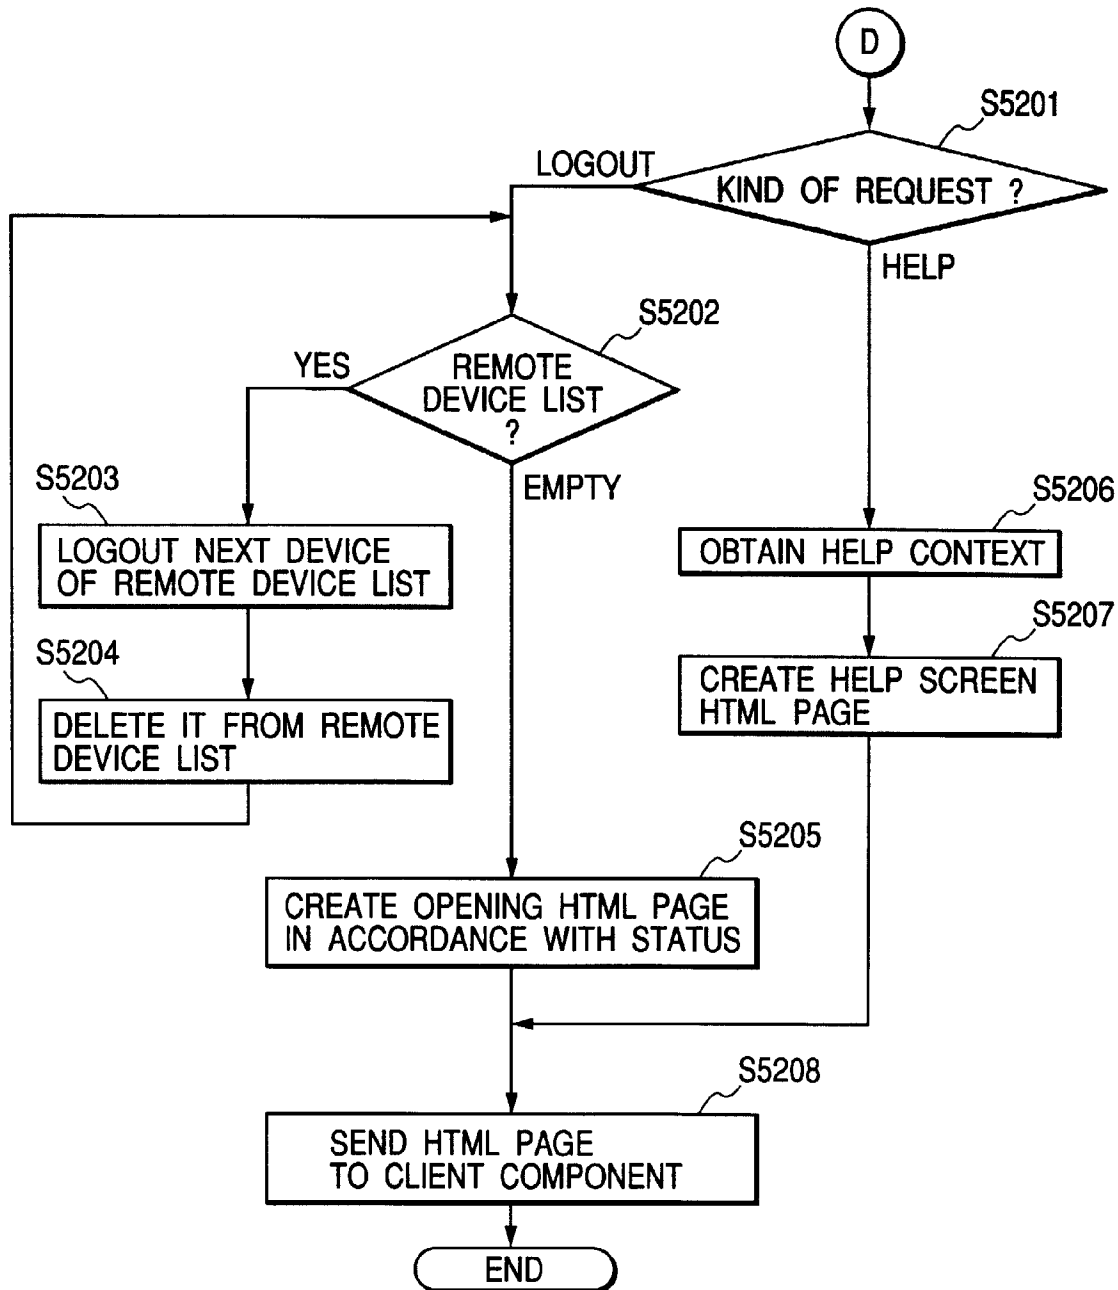 D
S5201
KIND OF REQUEST ?
LOGOUT
HELP
S5202
REMOTE
DEVICE LIST
?
YES
EMPTY
S5203
LOGOUT NEXT DEVICE
OF REMOTE DEVICE LIST
S5204
DELETE IT FROM REMOTE
DEVICE LIST
S5206
OBTAIN HELP CONTEXT
S5207
CREATE HELP SCREEN
HTML PAGE
S5205
CREATE OPENING HTML PAGE
IN ACCORDANCE WITH STATUS
S5208
SEND HTML PAGE
TO CLIENT COMPONENT
END